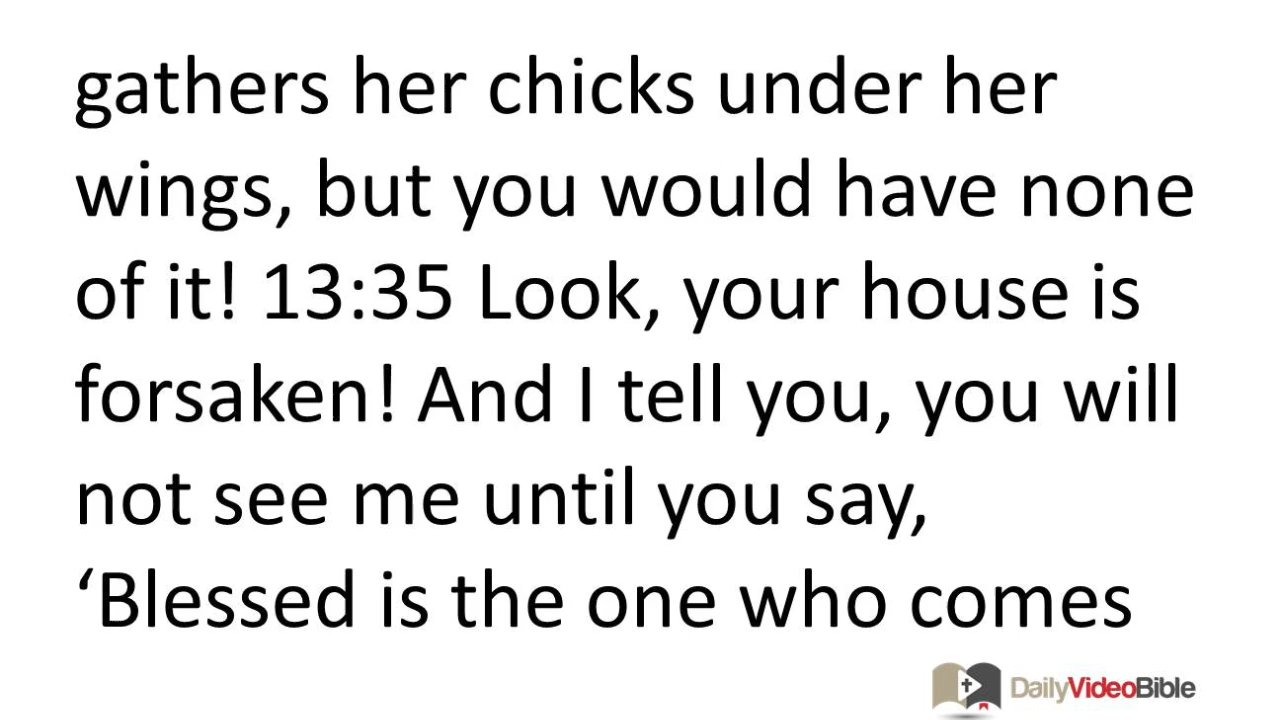 gathers her chicks under her
wings, but you would have none
of it! 13:35 Look, your house is
forsaken! And I tell you, you will
not see me until you say,
‘Blessed is the one who comes
DailyVideoBible